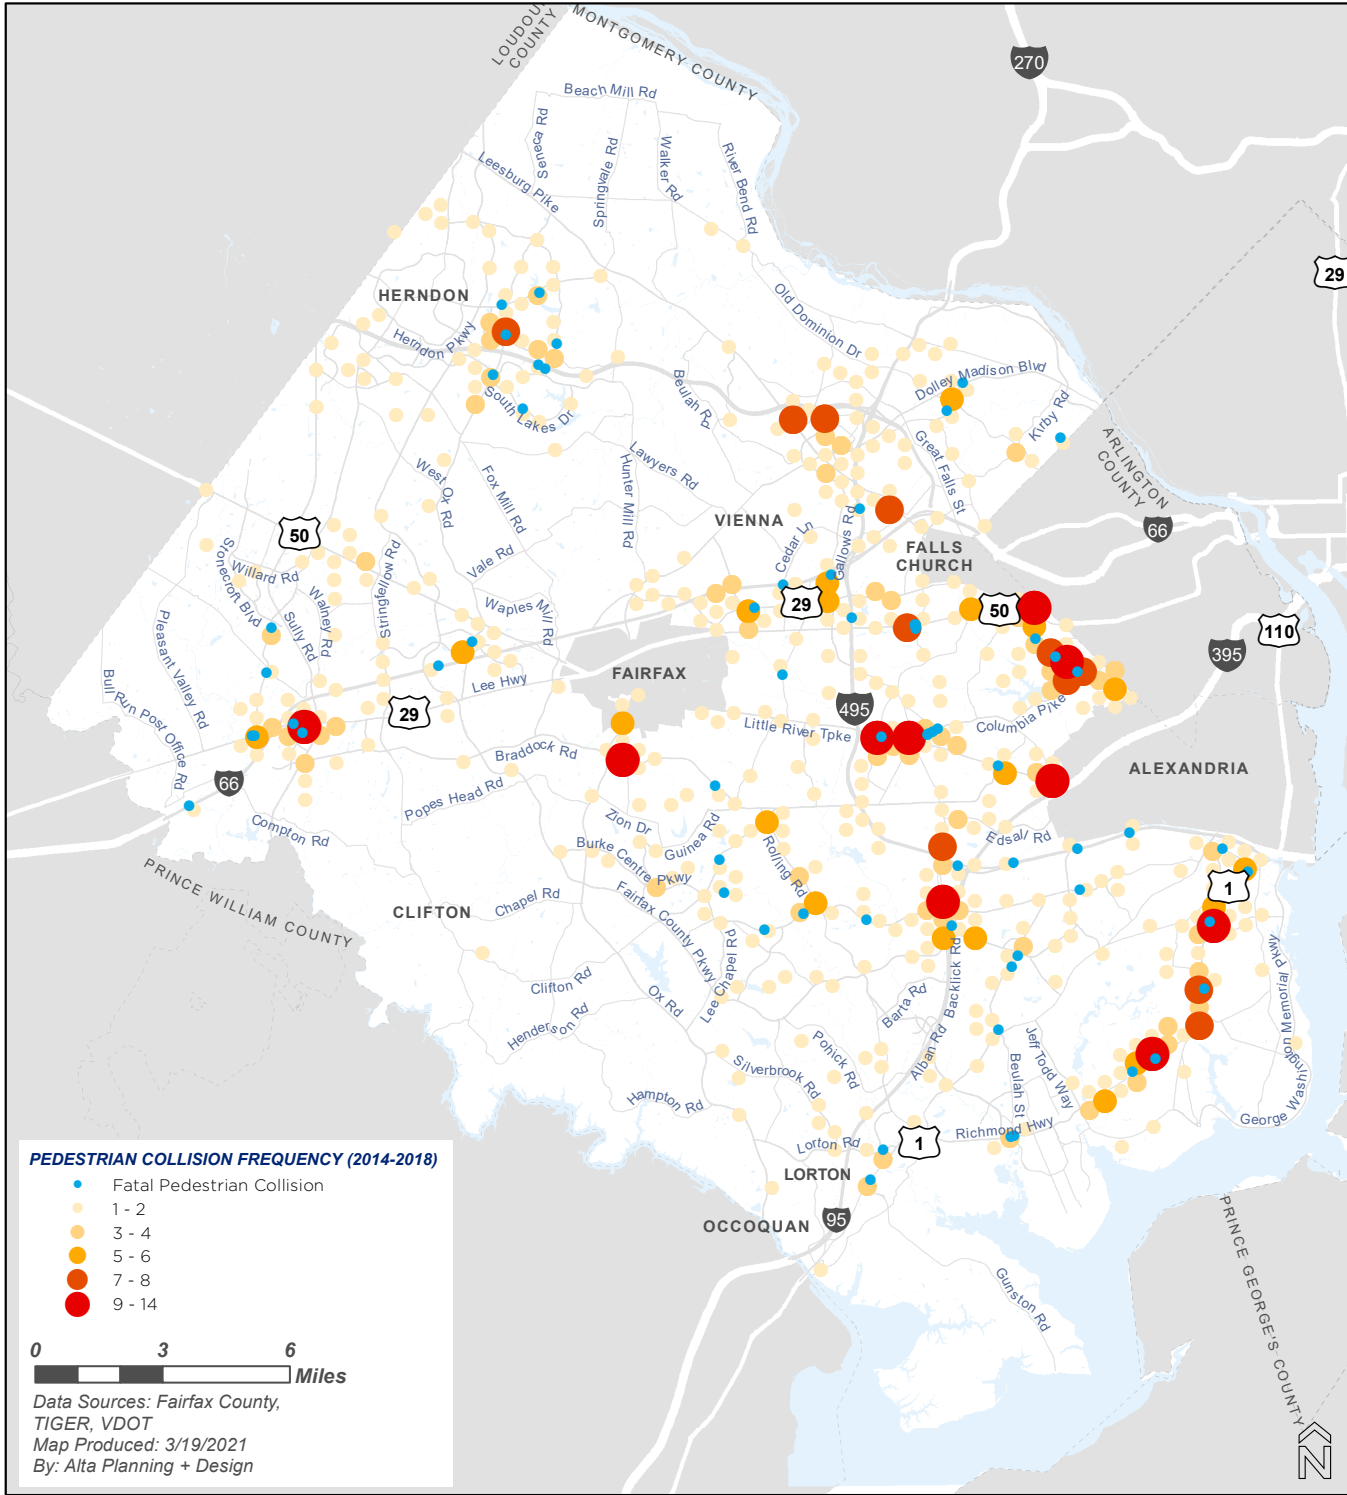 LOUDOUN
COUNTY
MONTGOMERY COUNTY
270
Beach Mill Rd
Seneca Rd
Springvale Rd
Walker Rd
River Bend Rd
Leesburg Pike
29
HERNDON
Herndon Pkwy
Old Dominion Dr
Dolley Madison Blvd
Beulah Rd
South Lakes Dr
Kirby Rd
Great Falls St
ARLINGTON
COUNTY
66
West Ox Rd
Fox Mill Rd
Lawyers Rd
Hunter Mill Rd
VIENNA
Cedar Ln
Gallows Rd
FALLS
CHURCH
50
Stonecroft Blvd
Willard Rd
Walney Rd
Stringfellow Rd
Vale Rd
Waples Mill Rd
29
50
110
395
Pleasant Valley Rd
Sully Rd
Bull Run Post Office Rd
FAIRFAX
Lee Hwy
29
495
Little River Tpke
Columbia Pike
Braddock Rd
ALEXANDRIA
66
Popes Head Rd
Compton Rd
Zion Dr
Guinea Rd
Rolling Rd
Edsall Rd
Burke Centre Pkwy
PRINCE WILLIAM COUNTY
CLIFTON
Chapel Rd
Fairfax County Pkwy
1
Lee Chapel Rd
Backlick Rd
Clifton Rd
Ox Rd
Barta Rd
Henderson Rd
George Washington Memorial Pkwy
Alban Rd
Pohick Rd
Jeff Todd Way
Beulah St
Silverbrook Rd
Hampton Rd
Richmond Hwy
Lorton Rd
1
LORTON
OCCOQUAN
95
Gunston Rd
PRINCE GEORGE'S COUNTY
PEDESTRIAN COLLISION FREQUENCY (2014-2018)
Fatal Pedestrian Collision
1 - 2
3 - 4
5 - 6
7 - 8
9 - 14
0 3 6
Miles
Data Sources: Fairfax County,
TIGER, VDOT
Map Produced: 3/19/2021
By: Alta Planning + Design
N